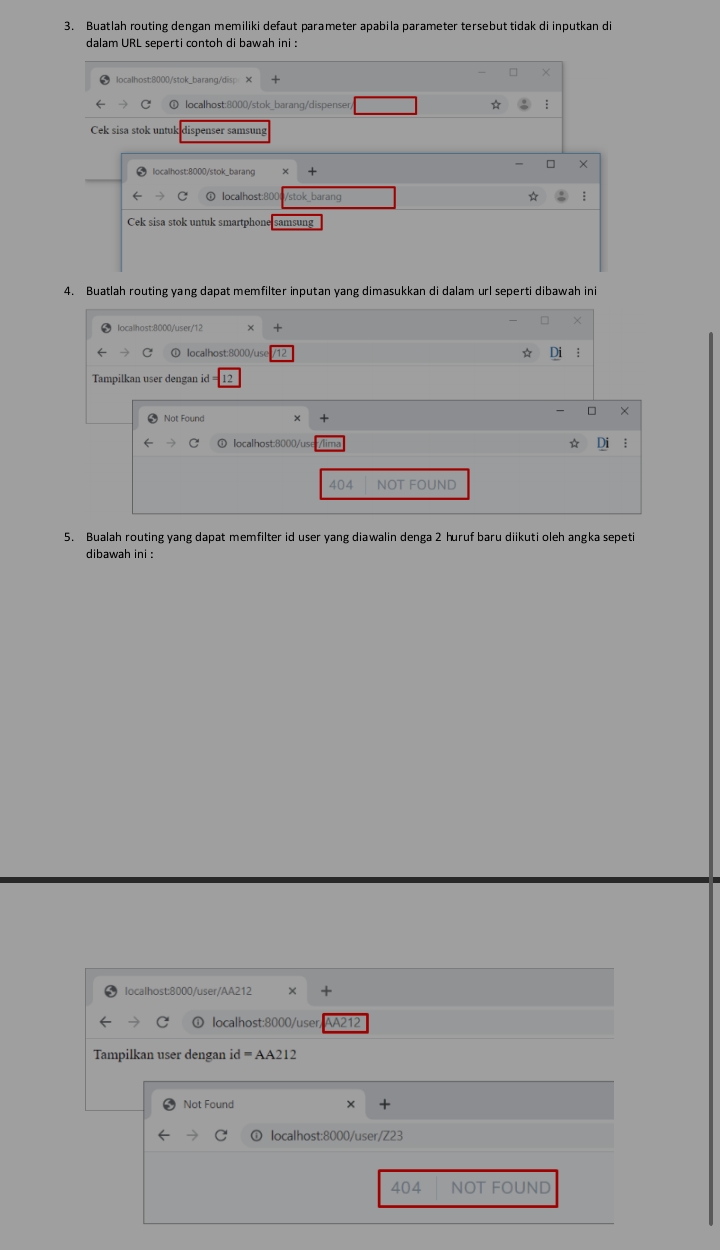 3. Buatlah routing dengan memiliki defaut parameter apabila parameter tersebut tidak di inputkan di
dalam URL seperti contoh di bawah ini :
localhost:8000/stok_barang/disp
localhost:8000/stok_barang/dispenser/
Cek sisa stok untuk dispenser samsung
localhost:8000/stok_barang
localhost:8000/stok_barang
Cek sisa stok untuk smartphone samsung
4. Buatlah routing yang dapat memfilter inputan yang dimasukkan di dalam url seperti dibawah ini
localhost:8000/user/12
localhost:8000/user/12
Di
Tampilkan user dengan id = 12
Not Found
localhost:8000/user/lima
Di
404 NOT FOUND
5. Bualah routing yang dapat memfilter id user yang diawalin denga 2 huruf baru diikuti oleh angka sepeti
dibawah ini :
localhost:8000/user/AA212
localhost:8000/user/AA212
Tampilkan user dengan id = AA212
Not Found
localhost:8000/user/Z23
404 NOT FOUND